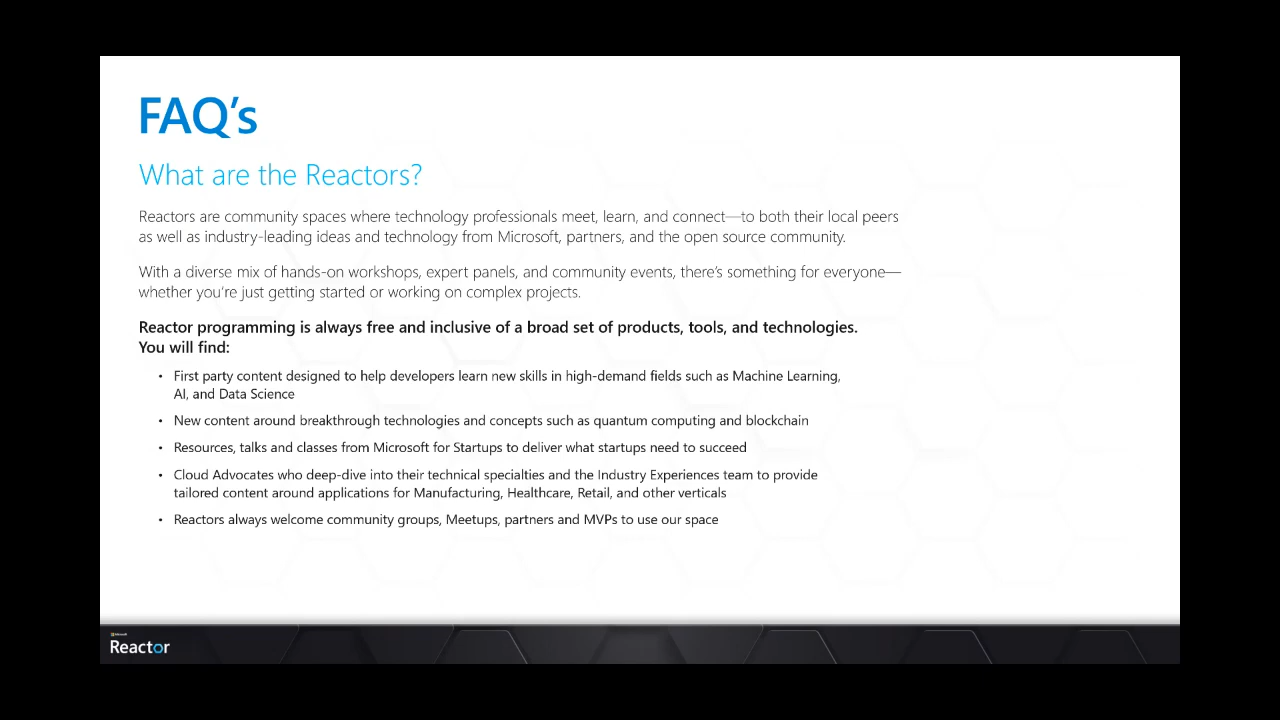 FAQ’s
What are the Reactors?
Reactors are community spaces where technology professionals meet, learn, and connect—to both their local peers
as well as industry-leading ideas and technology from Microsoft, partners, and the open source community.
With a diverse mix of hands-on workshops, expert panels, and community events, there’s something for everyone—
whether you’re just getting started or working on complex projects.
Reactor programming is always free and inclusive of a broad set of products, tools, and technologies.
You will find:
• First party content designed to help developers learn new skills in high-demand fields such as Machine Learning,
AI, and Data Science
• New content around breakthrough technologies and concepts such as quantum computing and blockchain
• Resources, talks and classes from Microsoft for Startups to deliver what startups need to succeed
• Cloud Advocates who deep-dive into their technical specialties and the Industry Experiences team to provide
tailored content around applications for Manufacturing, Healthcare, Retail, and other verticals
• Reactors always welcome community groups, Meetups, partners and MVPs to use our space
Microsoft
Reactor